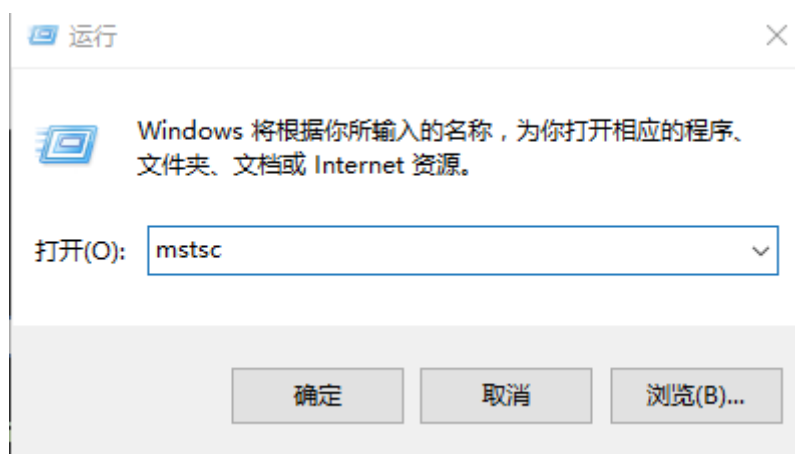 运行
Windows 将根据你所输入的名称，为你打开相应的程序、
文件夹、文档或 Internet 资源。
打开(O): mstsc
确定 取消 浏览(B)...